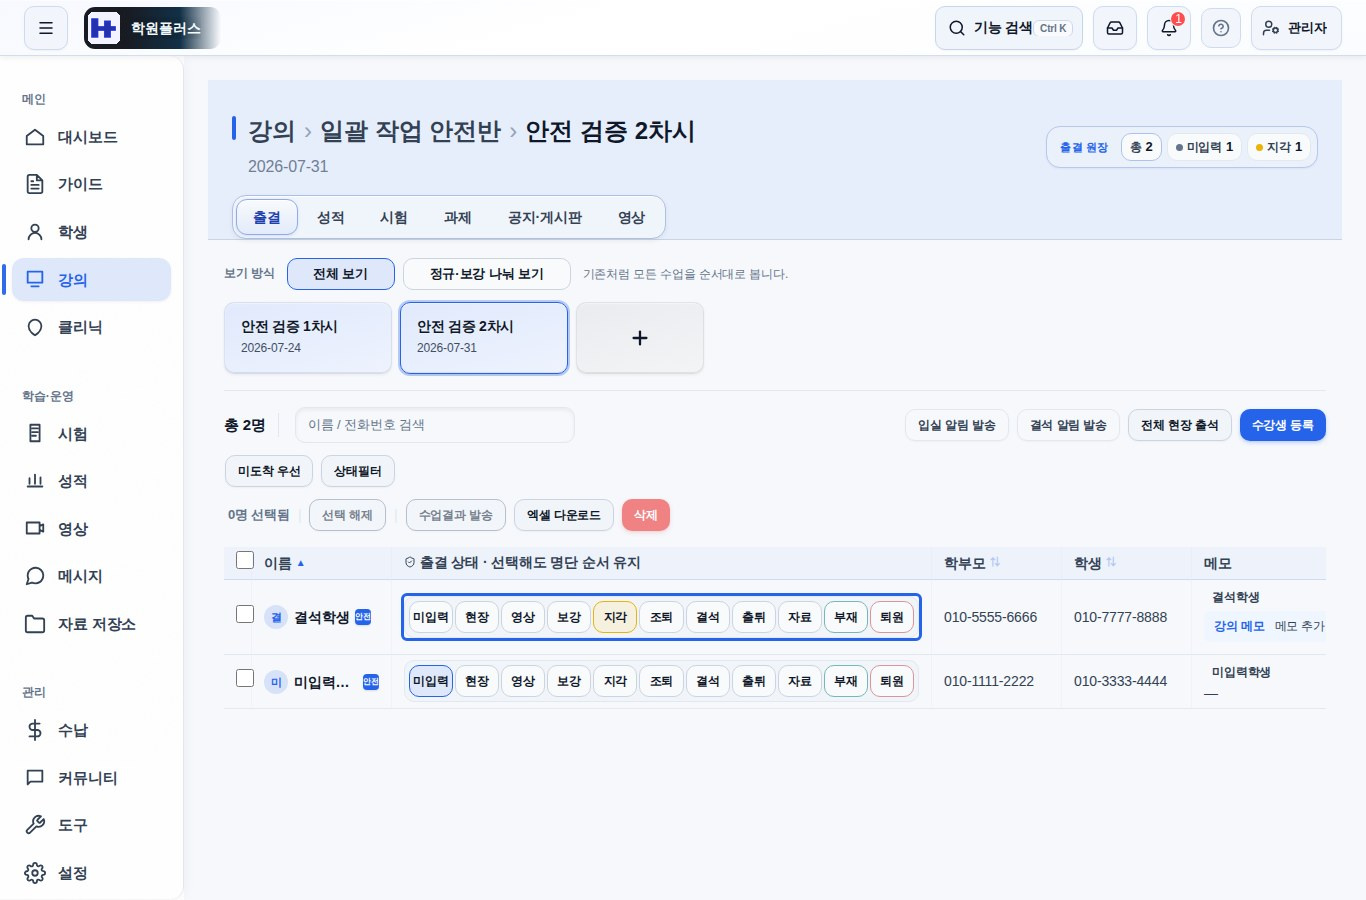 학원플러스
기능 검색 Ctrl K
1
관리자
메인
대시보드
가이드
학생
강의
클리닉
학습·운영
시험
성적
영상
메시지
자료 저장소
관리
수납
커뮤니티
도구
설정
강의 › 일괄 작업 안전반 › 안전 검증 2차시
2026-07-31
출결 원장 총 2 미입력 1 지각 1
출결 성적 시험 과제 공지·게시판 영상
보기 방식 전체 보기 정규·보강 나눠 보기 기존처럼 모든 수업을 순서대로 봅니다.
안전 검증 1차시
2026-07-24
안전 검증 2차시
2026-07-31
+
총 2명 이름 / 전화번호 검색 입실 알림 발송 결석 알림 발송 전체 현장 출석 수강생 등록
미도착 우선 상태필터
0명 선택됨 선택 해제 수업결과 발송 엑셀 다운로드 삭제
이름 ▲ 출결 상태 · 선택해도 명단 순서 유지 학부모 학생 메모
결 결석학생 안전 미입력 현장 영상 보강 지각 조퇴 결석 출튀 자료 부재 퇴원 010-5555-6666 010-7777-8888 결석학생
강의 메모 메모 추가
미 미입력... 안전 미입력 현장 영상 보강 지각 조퇴 결석 출튀 자료 부재 퇴원 010-1111-2222 010-3333-4444 미입력학생
—